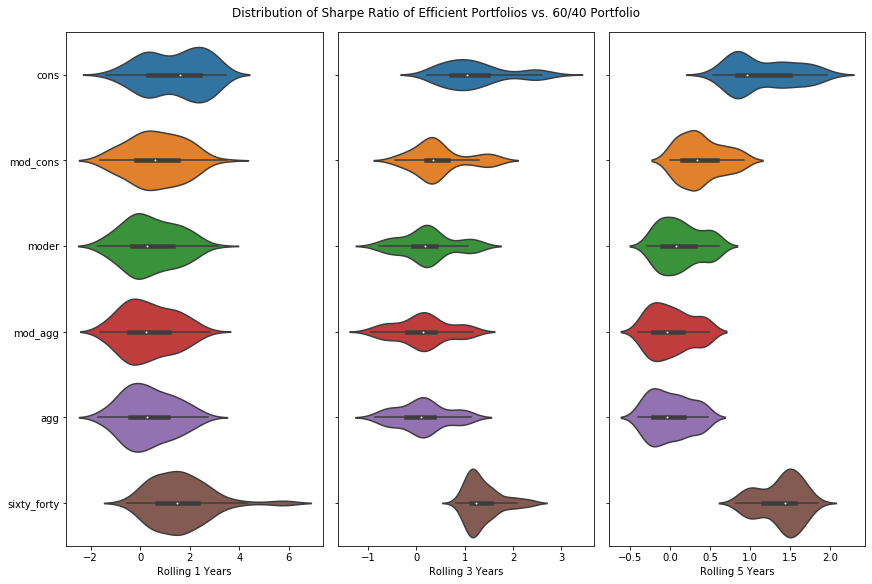 Distribution of Sharpe Ratio of Efficient Portfolios vs. 60/40 Portfolio
cons
mod_cons
moder
mod_agg
agg
sixty_forty
−2 0 2 4 6
−1 0 1 2 3
−0.5 0.0 0.5 1.0 1.5 2.0
Rolling 1 Years
Rolling 3 Years
Rolling 5 Years